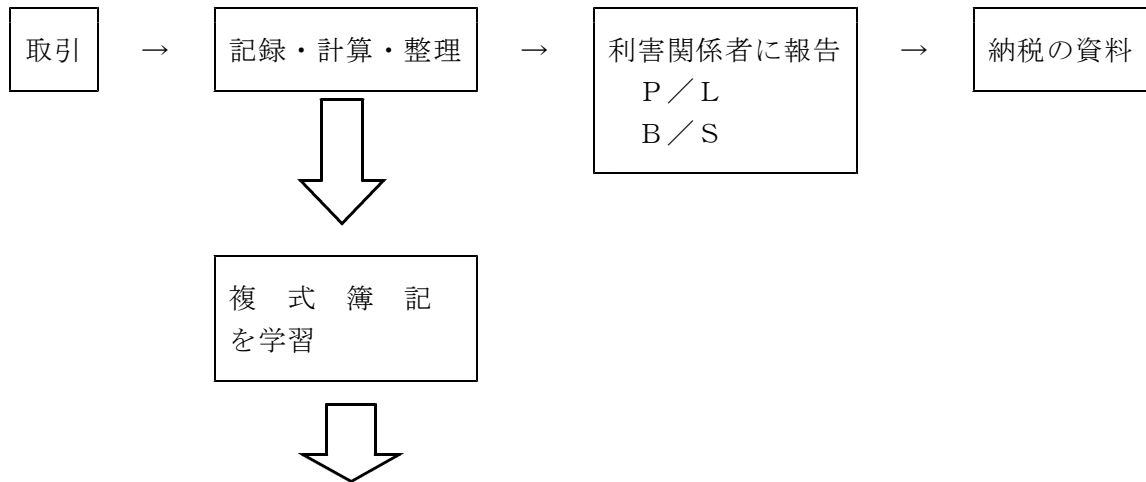 取引 → 記録・計算・整理 → 利害関係者に報告 → 納税の資料
P／L
B／S
複 式 簿 記
を学習